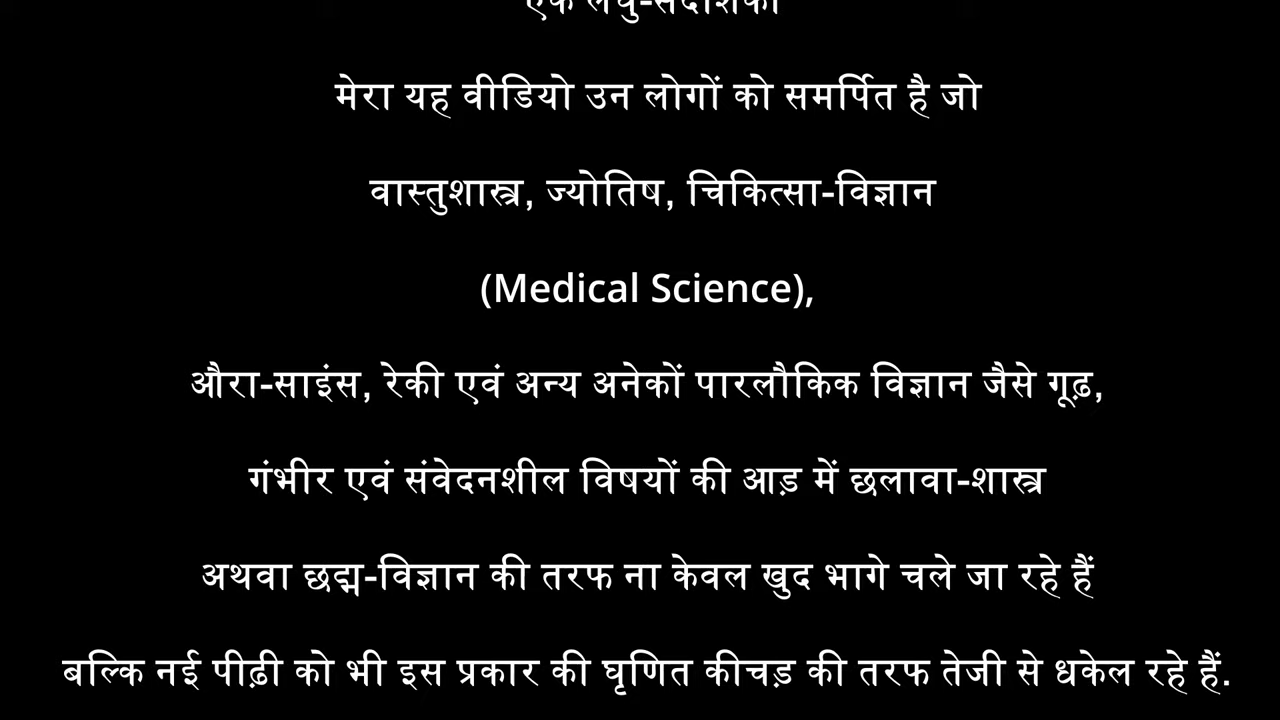 मेरा यह वीडियो उन लोगों को समर्पित है जो
वास्तुशास्त्र, ज्योतिष, चिकित्सा-विज्ञान
(Medical Science),
औरा-साइंस, रेकी एवं अन्य अनेकों पारलौकिक विज्ञान जैसे गूढ़,
गंभीर एवं संवेदनशील विषयों की आड़ में छलावा-शास्त्र
अथवा छद्म-विज्ञान की तरफ ना केवल खुद भागे चले जा रहे हैं
बल्कि नई पीढ़ी को भी इस प्रकार की घृणित कीचड़ की तरफ तेजी से धकेल रहे हैं.